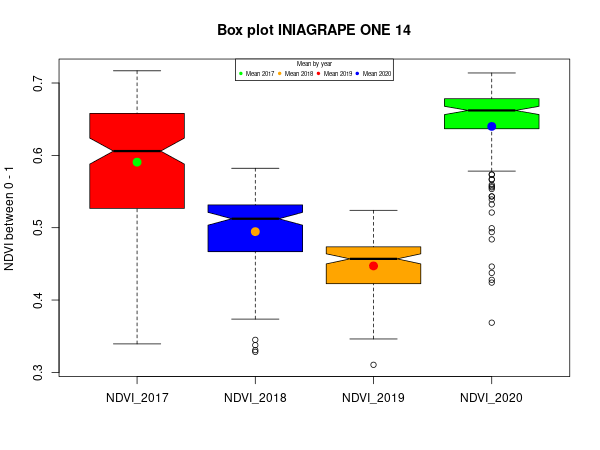 Box plot INIAGRAPE ONE 14
Mean by year
Mean 2017 Mean 2018 Mean 2019 Mean 2020
NDVI between 0 - 1
0.7
0.6
0.5
0.4
0.3
NDVI_2017 NDVI_2018 NDVI_2019 NDVI_2020